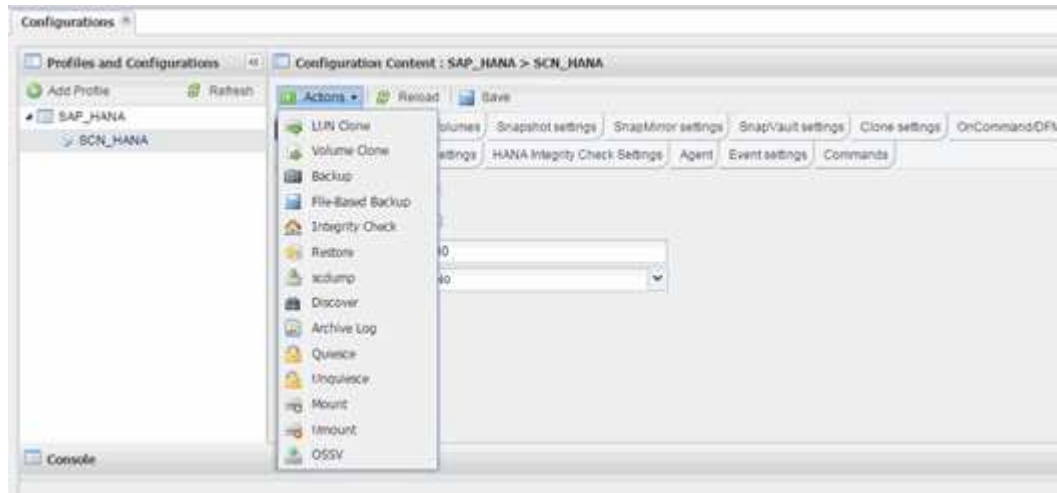 Configurations
Profiles and Configurations
Configuration Content : SAP_HANA > SCN_HANA
Add Profile Refresh
Actions Reload Save
SAP_HANA
SCN_HANA
olumes Snapshot settings SnapMirror settings SnapVault settings Clone settings OnCommand/DFM
ettings HANA Integrity Check Settings Agent Event settings Commands
LUN Clone
Volume Clone
Backup
File-Based Backup
Integrity Check
Restore
scdump
Discover
Archive Log
Quiesce
Unquiesce
Mount
Umount
OSSV
Console